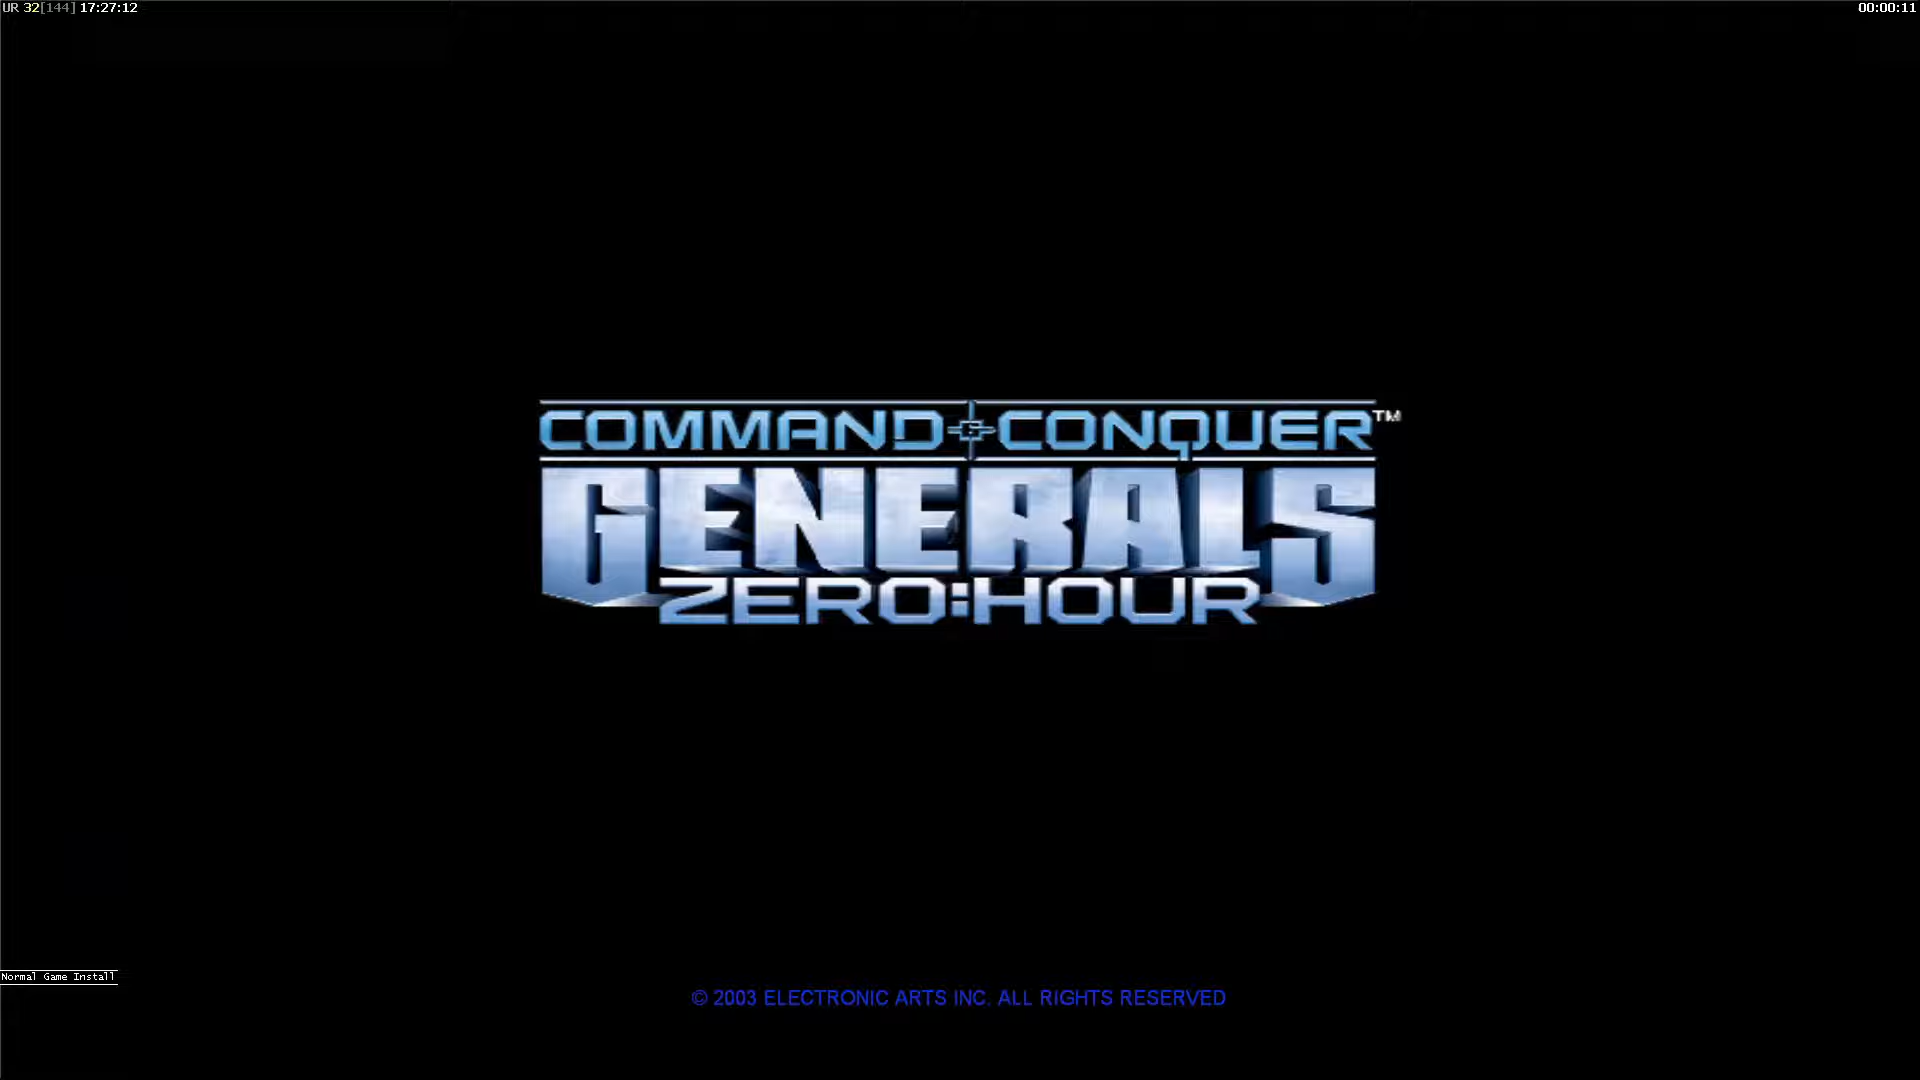 UR 32[144] 17:27:12
00:00:11
COMMAND CONQUER™
GENERALS
ZERO:HOUR
Normal Game Install
© 2003 ELECTRONIC ARTS INC. ALL RIGHTS RESERVED